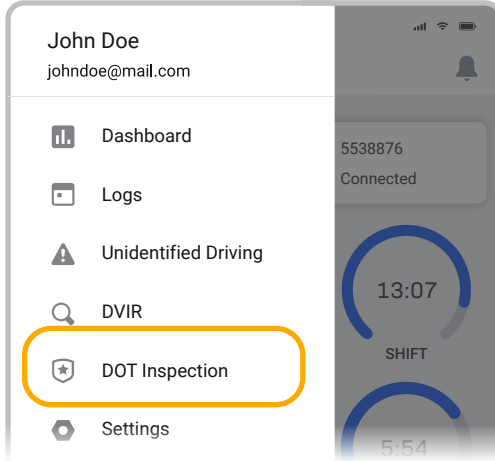 John Doe
johndoe@mail.com
Dashboard
Logs
Unidentified Driving
DVIR
DOT Inspection
Settings
5538876
Connected
13:07
SHIFT
5:54